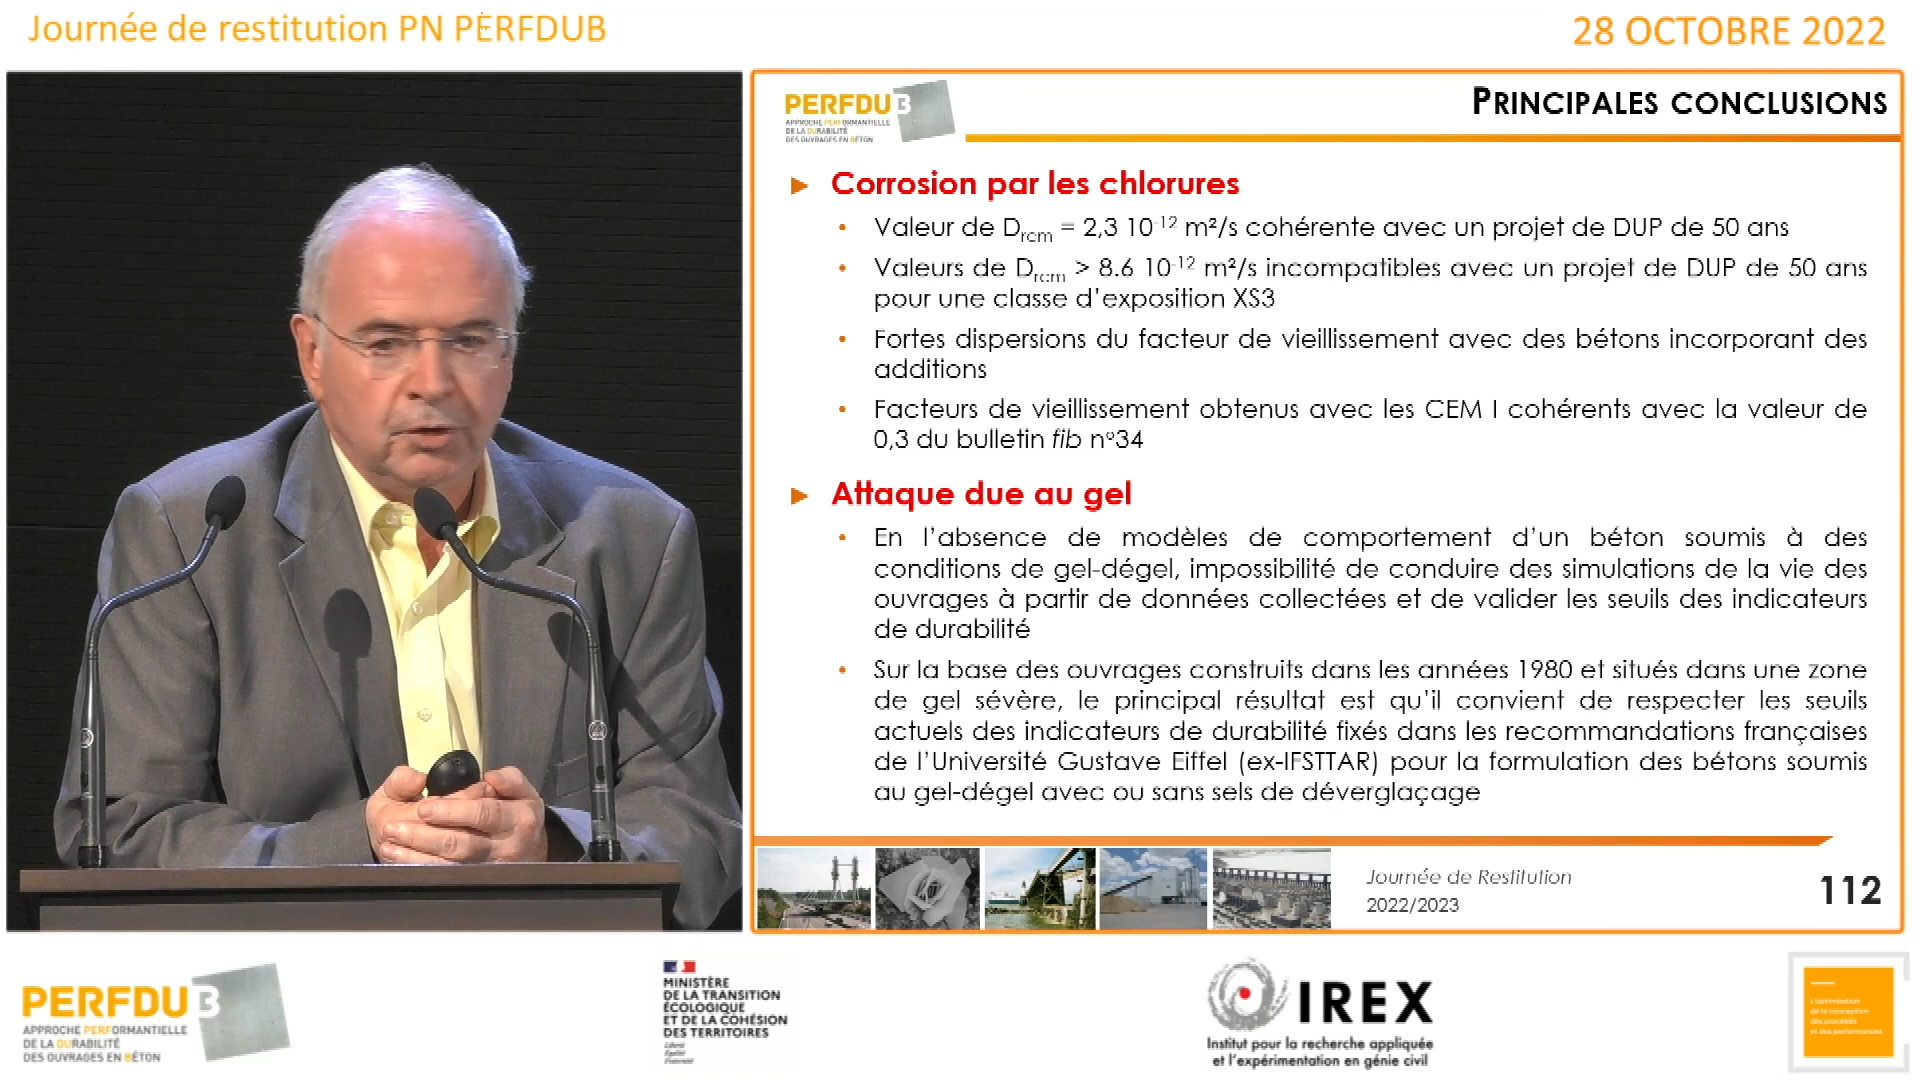 Journée de restitution PN PERFDUB
28 OCTOBRE 2022
PERFDUB
APPROCHE PERFORMANTIELLE
DE LA DURABILITÉ
DES OUVRAGES EN BÉTON
PRINCIPALES CONCLUSIONS
► Corrosion par les chlorures
• Valeur de Drcm = 2,3 10-12 m²/s cohérente avec un projet de DUP de 50 ans
• Valeurs de Drcm > 8.6 10-12 m²/s incompatibles avec un projet de DUP de 50 ans
pour une classe d'exposition XS3
• Fortes dispersions du facteur de vieillissement avec des bétons incorporant des
additions
• Facteurs de vieillissement obtenus avec les CEM I cohérents avec la valeur de
0,3 du bulletin fib n°34
► Attaque due au gel
• En l'absence de modèles de comportement d'un béton soumis à des
conditions de gel-dégel, impossibilité de conduire des simulations de la vie des
ouvrages à partir de données collectées et de valider les seuils des indicateurs
de durabilité
• Sur la base des ouvrages construits dans les années 1980 et situés dans une zone
de gel sévère, le principal résultat est qu'il convient de respecter les seuils
actuels des indicateurs de durabilité fixés dans les recommandations françaises
de l'Université Gustave Eiffel (ex-IFSTTAR) pour la formulation des bétons soumis
au gel-dégel avec ou sans sels de déverglaçage
Journée de Restitution
2022/2023
112
PERFDUB
APPROCHE PERFORMANTIELLE
DE LA DURABILITÉ
DES OUVRAGES EN BÉTON
MINISTÈRE
DE LA TRANSITION
ÉCOLOGIQUE
ET DE LA COHÉSION
DES TERRITOIRES
Liberté
Égalité
Fraternité
IREX
Institut pour la recherche appliquée
et l'expérimentation en génie civil
L'optimisation
de la conception
des procédés
et des performances